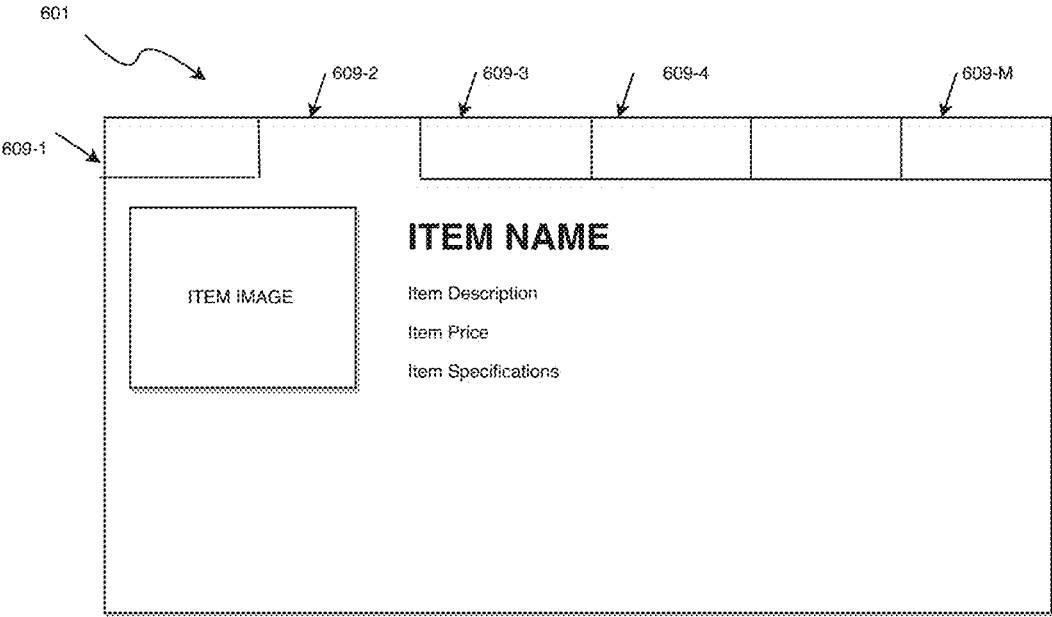 601
609-2 609-3 609-4 609-M
609-1
ITEM NAME
ITEM IMAGE
Item Description
Item Price
Item Specifications